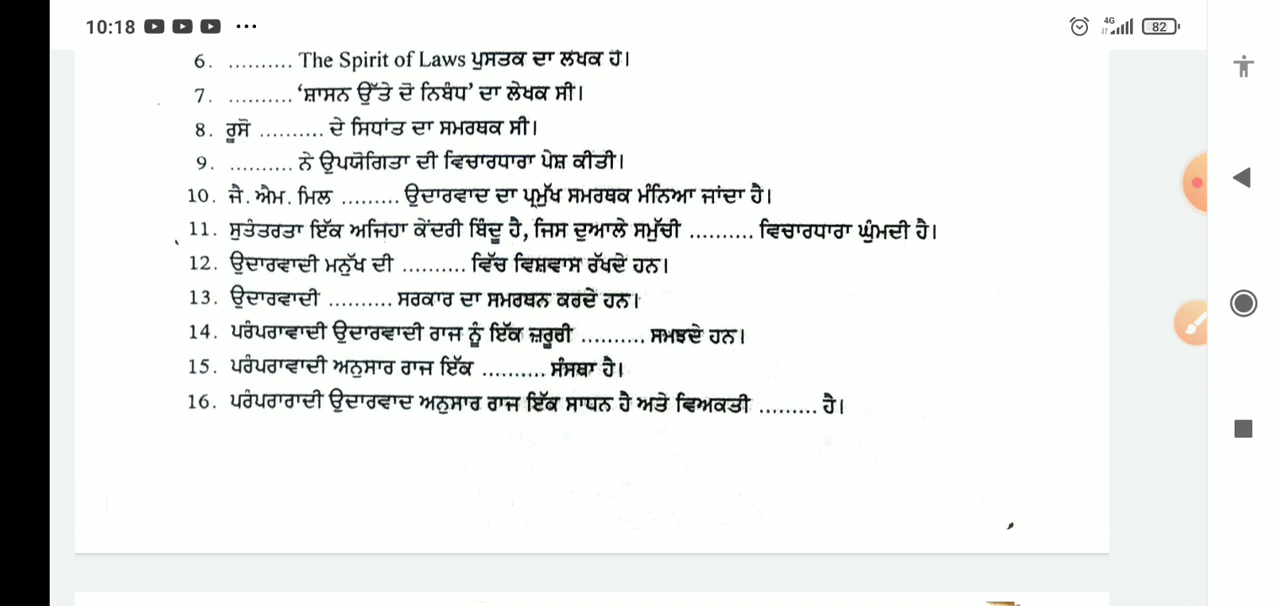 10:18 ... 4G 82
6. .......... The Spirit of Laws ਪੁਸਤਕ ਦਾ ਲੇਖਕ ਹੈ।
7. .......... ‘ਸ਼ਾਸਨ ਉੱਤੇ ਦੋ ਨਿਬੰਧ’ ਦਾ ਲੇਖਕ ਸੀ।
8. ਰੂਸੋ .......... ਦੇ ਸਿਧਾਂਤ ਦਾ ਸਮਰਥਕ ਸੀ।
9. .......... ਨੇ ਉਪਯੋਗਿਤਾ ਦੀ ਵਿਚਾਰਧਾਰਾ ਪੇਸ਼ ਕੀਤੀ।
10. ਜੈ. ਐਮ. ਮਿਲ ......... ਉਦਾਰਵਾਦ ਦਾ ਪ੍ਰਮੁੱਖ ਸਮਰਥਕ ਮੰਨਿਆ ਜਾਂਦਾ ਹੈ।
11. ਸੁਤੰਤਰਤਾ ਇੱਕ ਅਜਿਹਾ ਕੇਂਦਰੀ ਬਿੰਦੂ ਹੈ, ਜਿਸ ਦੁਆਲੇ ਸਮੁੱਚੀ .......... ਵਿਚਾਰਧਾਰਾ ਘੁੰਮਦੀ ਹੈ।
12. ਉਦਾਰਵਾਦੀ ਮਨੁੱਖ ਦੀ .......... ਵਿੱਚ ਵਿਸ਼ਵਾਸ ਰੱਖਦੇ ਹਨ।
13. ਉਦਾਰਵਾਦੀ .......... ਸਰਕਾਰ ਦਾ ਸਮਰਥਨ ਕਰਦੇ ਹਨ।
14. ਪਰੰਪਰਾਵਾਦੀ ਉਦਾਰਵਾਦੀ ਰਾਜ ਨੂੰ ਇੱਕ ਜ਼ਰੂਰੀ .......... ਸਮਝਦੇ ਹਨ।
15. ਪਰੰਪਰਾਵਾਦੀ ਅਨੁਸਾਰ ਰਾਜ ਇੱਕ .......... ਸੰਸਥਾ ਹੈ।
16. ਪਰੰਪਰਾਰਾਦੀ ਉਦਾਰਵਾਦ ਅਨੁਸਾਰ ਰਾਜ ਇੱਕ ਸਾਧਨ ਹੈ ਅਤੇ ਵਿਅਕਤੀ ......... ਹੈ।